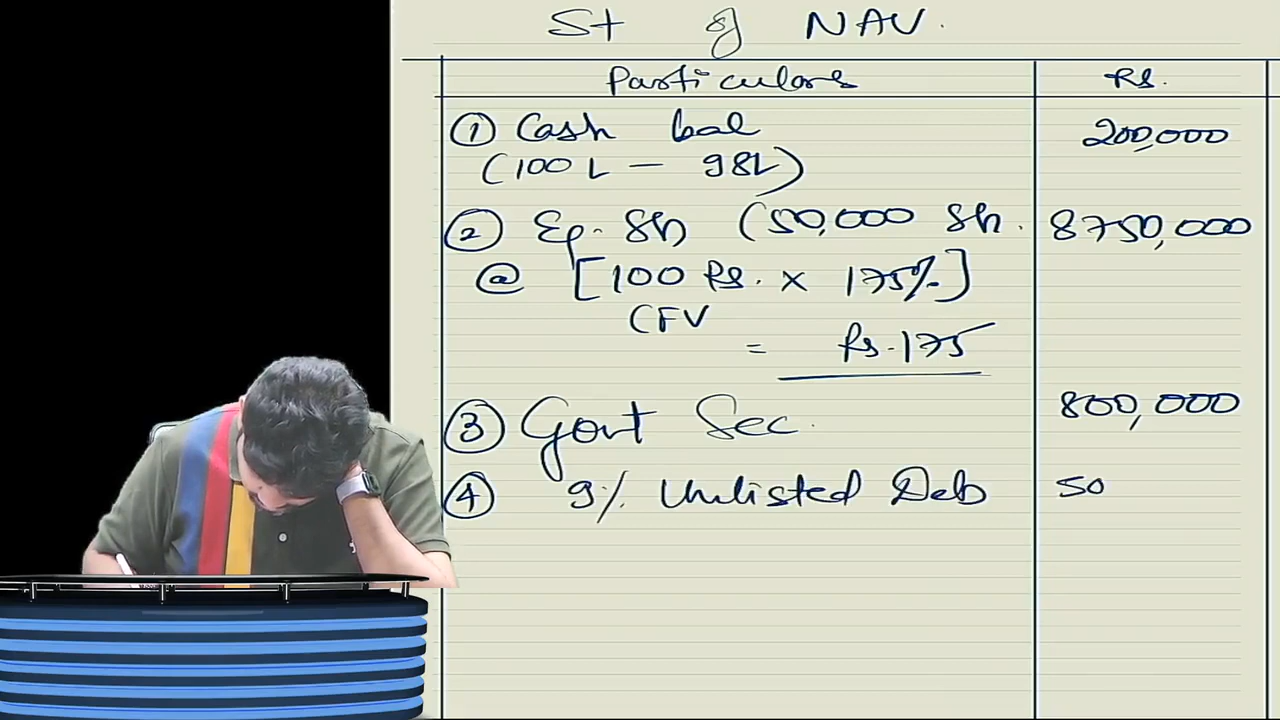 St of NAV.
Particulars Rs.
① Cash bal 200,000
(100 L - 98L)
② Eq. Sh (50,000 Sh. 8750,000
@ [100 Rs. x 175%]
(FV
= Rs.175
③ Govt Sec. 800,000
④ 9% Unlisted Deb 50